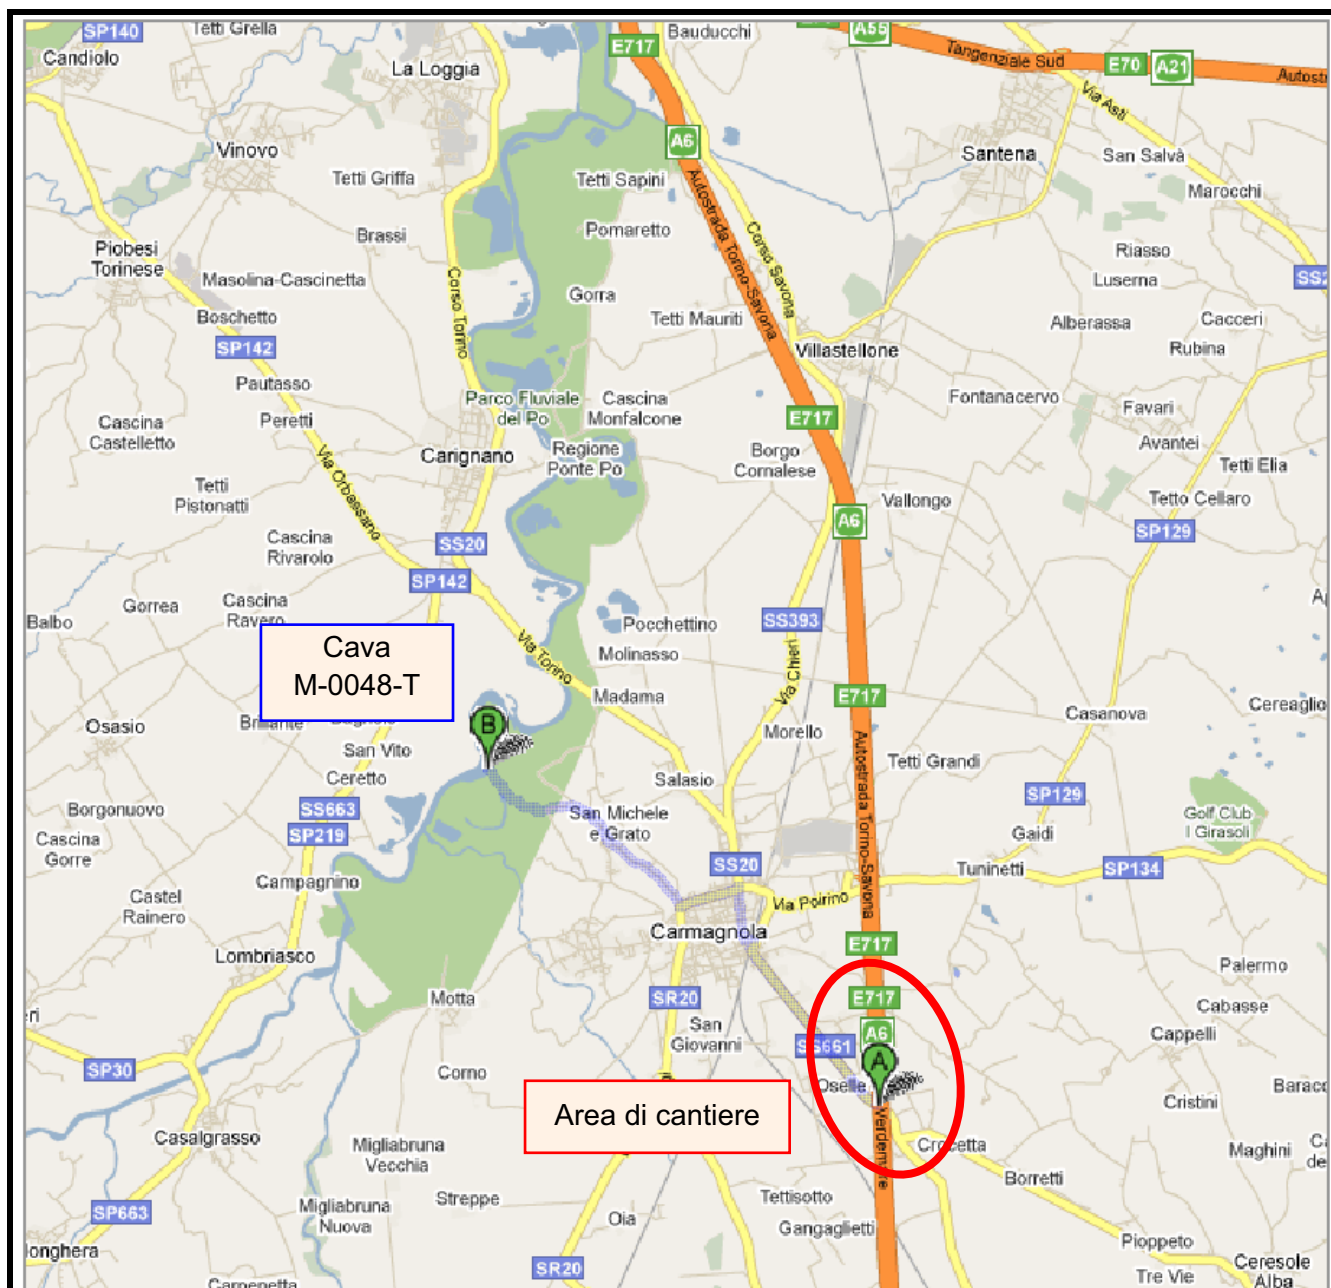 SP140
Tetti Grella
Candiolo
La Loggia
E717
Bauducchi
A55
Tangenziale Sud
E70
A21
Via Asti
Vinovo
A6
Santena
San Salvà
Tetti Griffa
Tetti Sapini
Marocchi
Brassi
Pomaretto
Autostrada Torino-Savona
Corso Savona
Piobesi
Torinese
Masolina-Cascinetta
Corso Torino
Gorra
Riasso
Luserna
Boschetto
Tetti Mauriti
Alberassa
Cacceri
SP142
Villastellone
Rubina
Pautasso
Peretti
Parco Fluviale
del Po
Cascina
Monfalcone
E717
Fontanacervo
Favari
Cascina
Castelletto
Via Orbassano
Carignano
Regione
Ponte Po
Borgo
Cornalese
Avantei
Tetti Elia
Tetti
Pistonatti
Vallongo
Tetto Cellaro
A6
Cascina
Rivarolo
SS20
SP129
SP142
Gorrea
Cascina
Ravero
Balbo
Pocchettino
SS393
Cava
M-0048-T
Via Torino
Molinasso
Via Chieri
Madama
E717
Osasio
B
Casanova
Cereaglio
San Vito
Morello
Ceretto
Salasio
Tetti Grandi
Autostrada Torino-Savona
Borgonuovo
SS663
SP129
San Michele
e Grato
Golf Club
I Girasoli
Cascina
Gorre
SP219
Gaidi
SS20
Tuninetti
SP134
Campagnino
Castel
Rainero
Via Poirino
Carmagnola
E717
Lombriasco
Palermo
Motta
SR20
E717
Cabasse
San
Giovanni
A6
Cappelli
SS661
SP30
Corno
A
Oselle
Area di cantiere
Cristini
Casalgrasso
Migliabruna
Vecchia
Crocetta
Maghini
Borretti
Streppe
Tettisotto
SP663
Migliabruna
Nuova
Oia
Gangaglietti
Pioppeto
SR20
Ceresole
Alba
Tre Vie